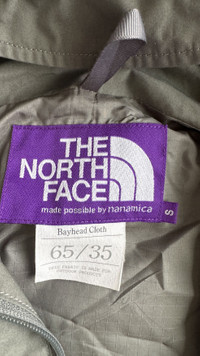 THE
NORTH
FACE
made possible by nanamica
S
Bayhead Cloth
65/35